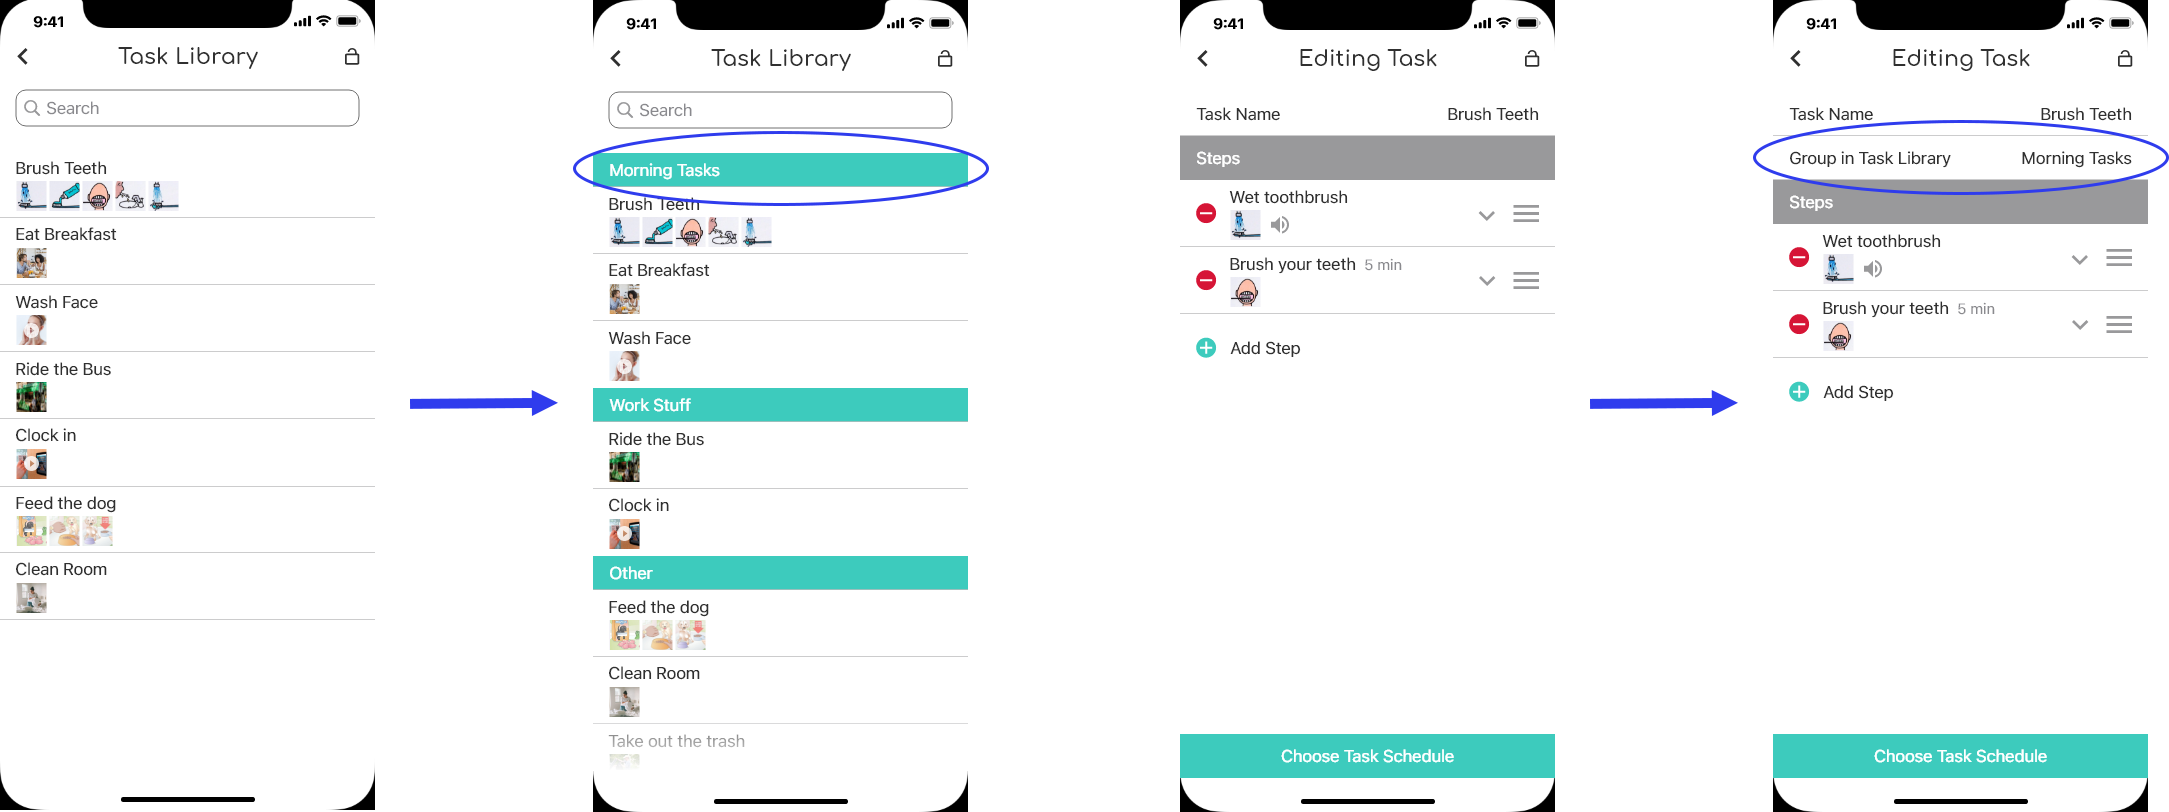 9:41
Task Library
Search
Brush Teeth
Eat Breakfast
Wash Face
Ride the Bus
Clock in
Feed the dog
Clean Room
9:41
Task Library
Search
Morning Tasks
Brush Teeth
Eat Breakfast
Wash Face
Work Stuff
Ride the Bus
Clock in
Other
Feed the dog
Clean Room
Take out the trash
9:41
Editing Task
Task Name Brush Teeth
Steps
Wet toothbrush
Brush your teeth 5 min
Add Step
Choose Task Schedule
9:41
Editing Task
Task Name Brush Teeth
Group in Task Library Morning Tasks
Steps
Wet toothbrush
Brush your teeth 5 min
Add Step
Choose Task Schedule